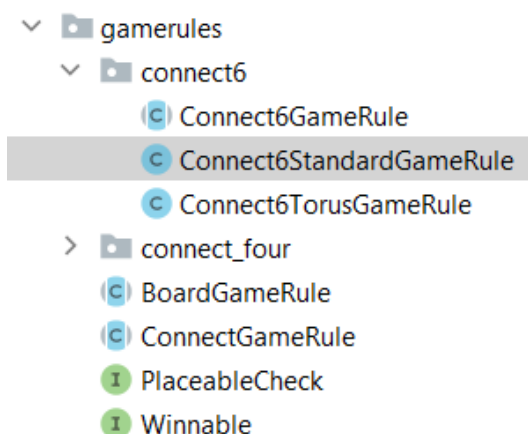 gamerules
connect6
C Connect6GameRule
C Connect6StandardGameRule
C Connect6TorusGameRule
connect_four
C BoardGameRule
C ConnectGameRule
I PlaceableCheck
I Winnable